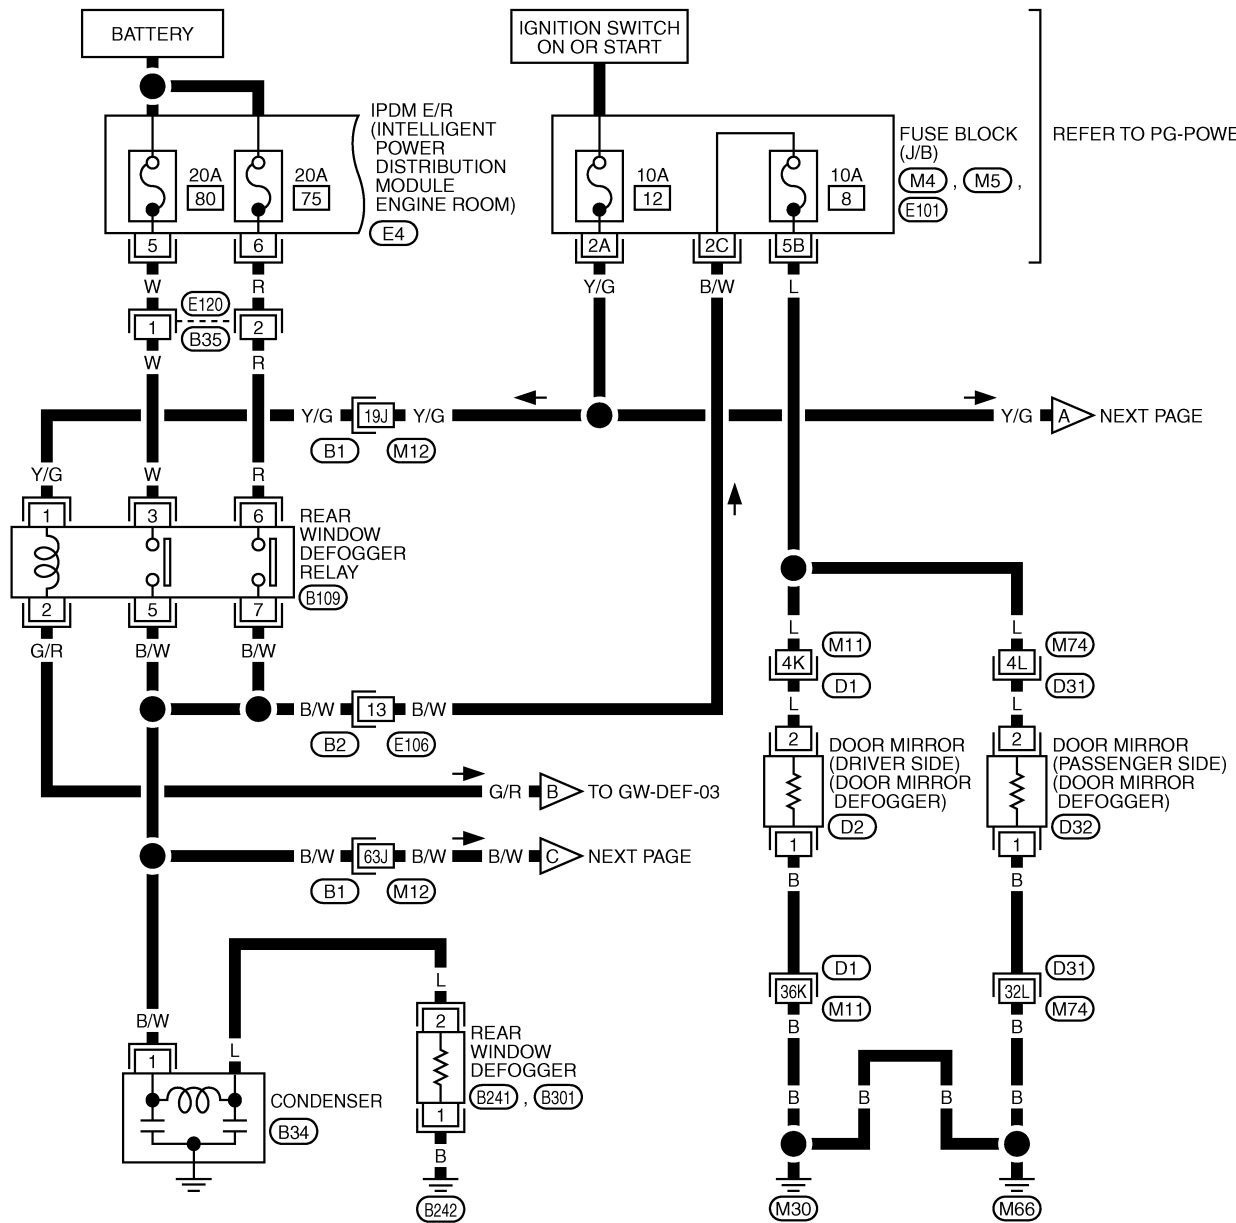 BATTERY
IGNITION SWITCH
ON OR START
IPDM E/R
(INTELLIGENT
POWER
DISTRIBUTION
MODULE
ENGINE ROOM)
E4
20A
80
20A
75
10A
12
10A
8
FUSE BLOCK
(J/B)
M4 , M5 ,
E101
REFER TO PG-POWE
5
6
2A
2C
5B
W
R
Y/G
B/W
L
E120
1
2
B35
W
R
Y/G
19J
Y/G
Y/G
A
NEXT PAGE
B1
M12
Y/G
W
R
1
3
6
REAR
WINDOW
DEFOGGER
RELAY
B109
2
5
7
G/R
B/W
B/W
L
L
M11
M74
4K
4L
D1
D31
L
L
B/W
13
B/W
B2
E106
2
2
DOOR MIRROR
(DRIVER SIDE)
(DOOR MIRROR
DEFOGGER)
D2
DOOR MIRROR
(PASSENGER SIDE)
(DOOR MIRROR
DEFOGGER)
D32
G/R
B
TO GW-DEF-03
1
1
B/W
63J
B/W
B/W
C
NEXT PAGE
B1
M12
B
B
D1
D31
36K
32L
M11
M74
B
B
L
B/W
L
2
REAR
WINDOW
DEFOGGER
B241 , B301
1
1
CONDENSER
B34
B
B242
B
B
B
B
M30
M66